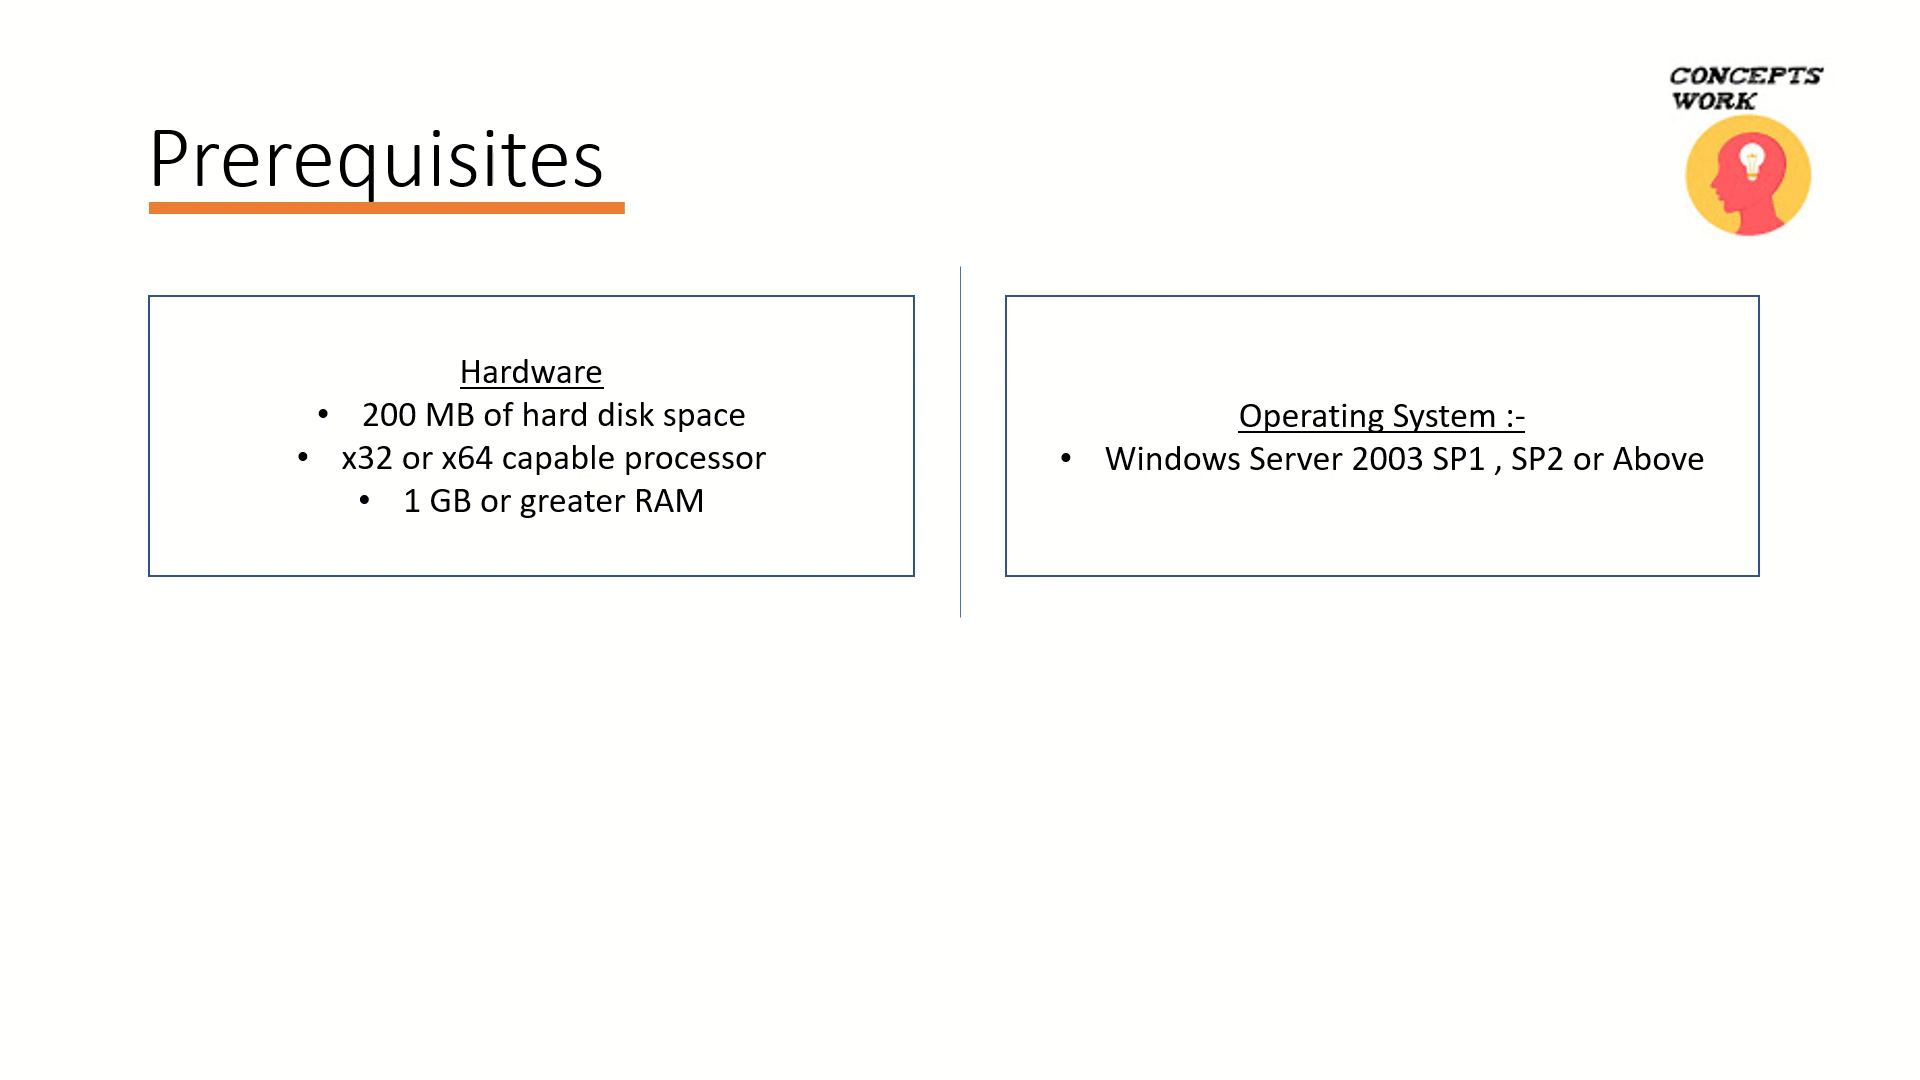 CONCEPTS
WORK
Prerequisites
Hardware
• 200 MB of hard disk space
• x32 or x64 capable processor
• 1 GB or greater RAM
Operating System :-
• Windows Server 2003 SP1 , SP2 or Above